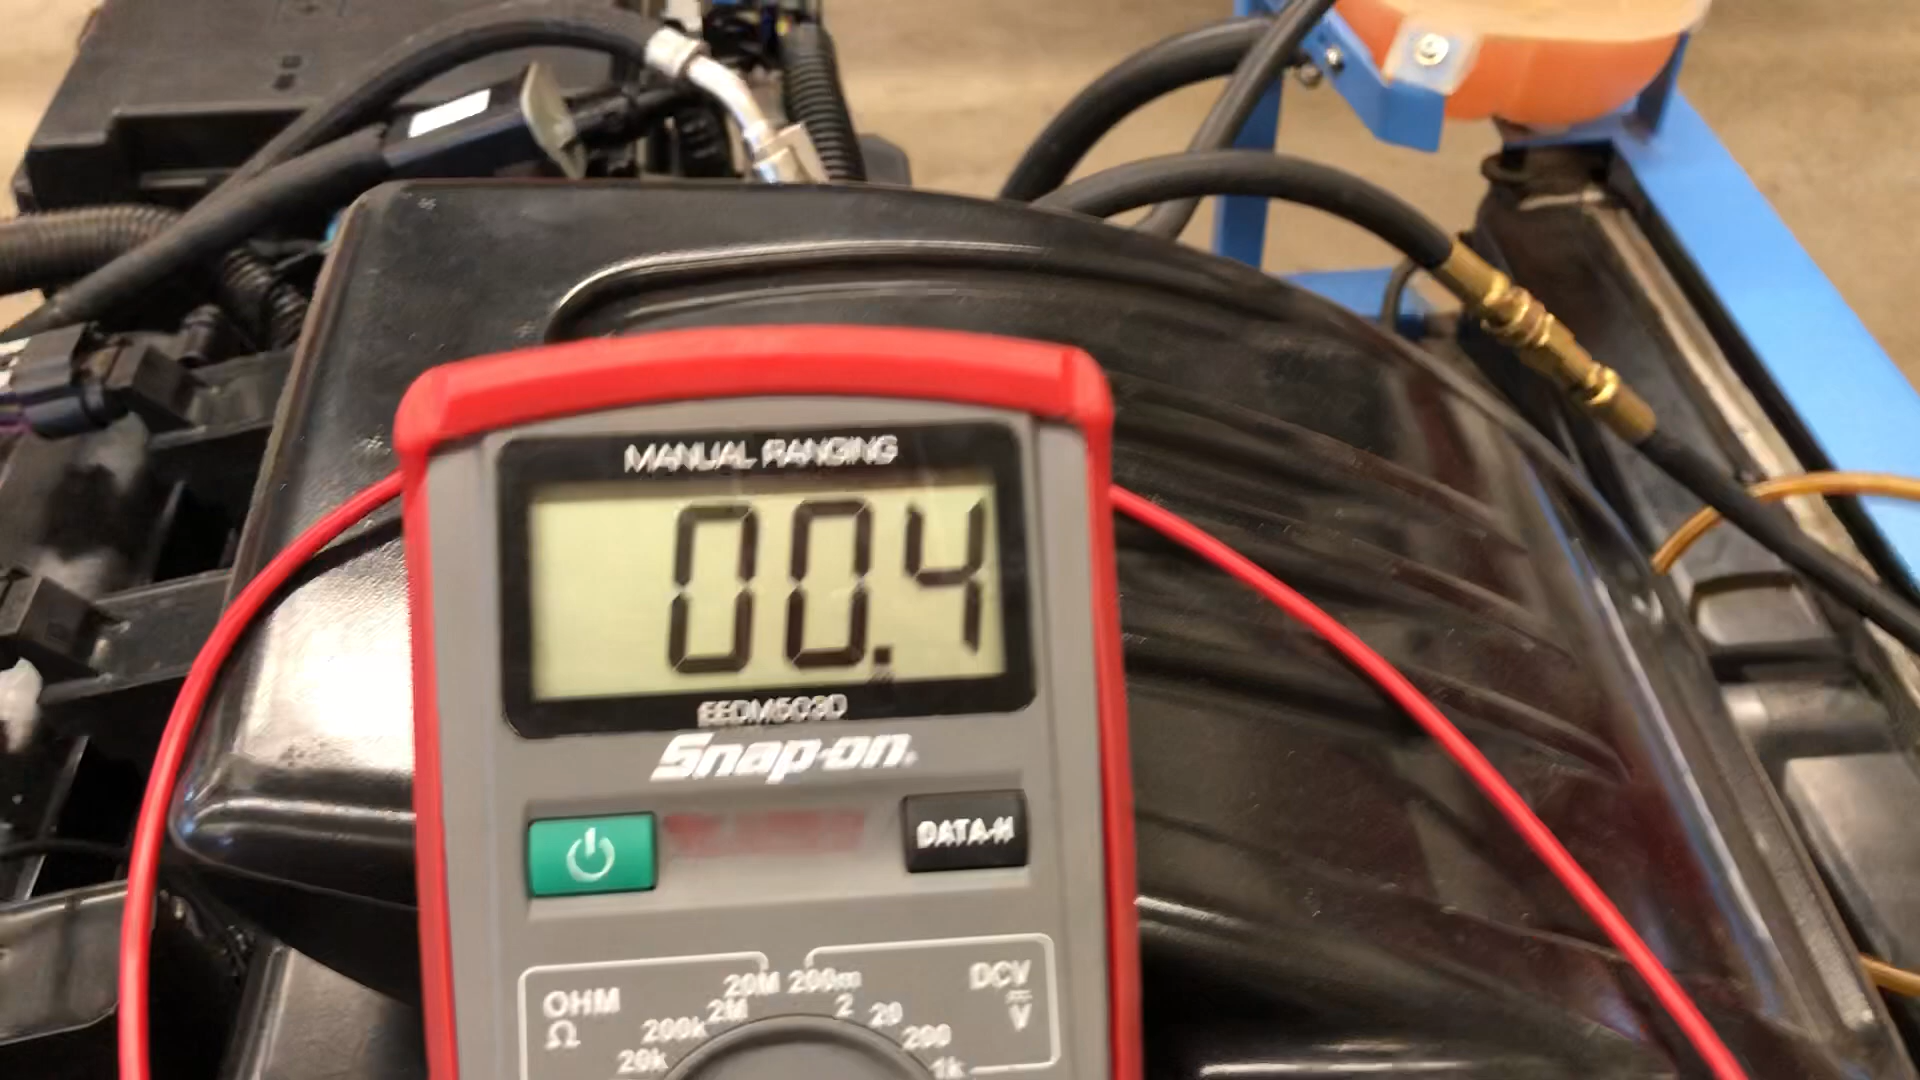 MANUAL RANGING
00.4
EEDM503D
Snap-on®
DATA-H
20M 200m DCV
OHM 2M 2 20 V
Ω 200k 200
20k 1k